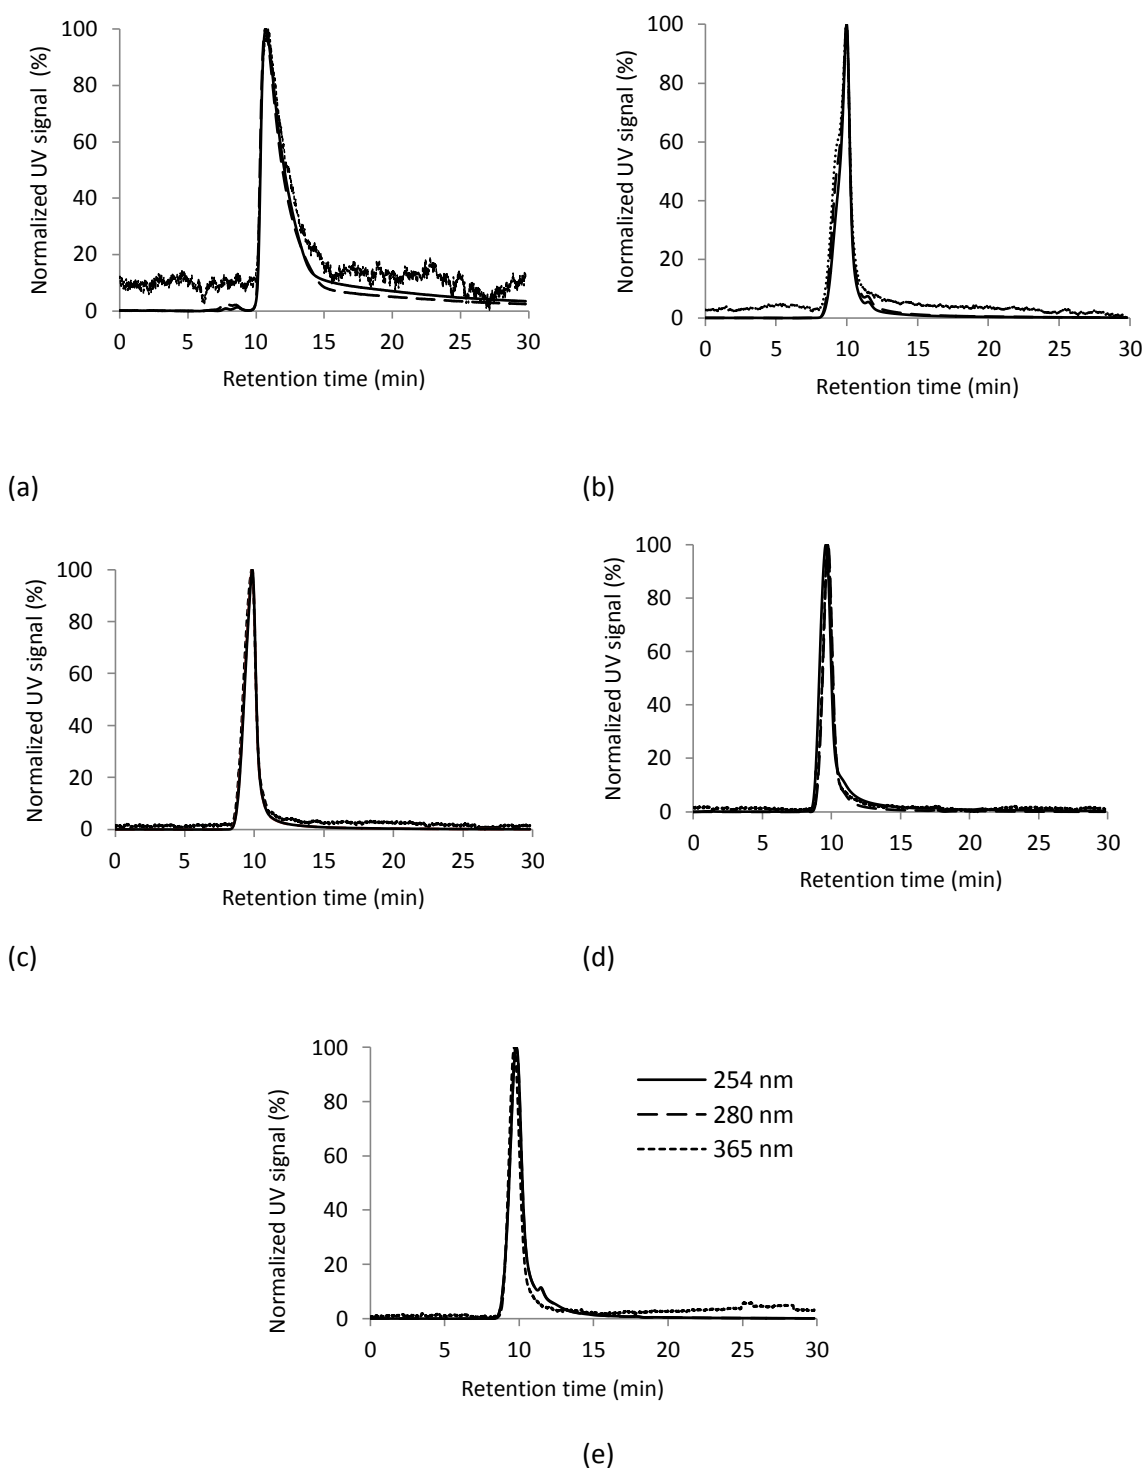 Normalized UV signal (%)
100
80
60
40
20
0
0 5 10 15 20 25 30
Retention time (min)
(a)
Normalized UV signal (%)
100
80
60
40
20
0
0 5 10 15 20 25 30
Retention time (min)
(b)
Normalized UV signal (%)
100
80
60
40
20
0
0 5 10 15 20 25 30
Retention time (min)
(c)
Normalized UV signal (%)
100
80
60
40
20
0
0 5 10 15 20 25 30
Retention time (min)
(d)
Normalized UV signal (%)
100
80
60
40
20
0
0 5 10 15 20 25 30
Retention time (min)
254 nm
280 nm
365 nm
(e)